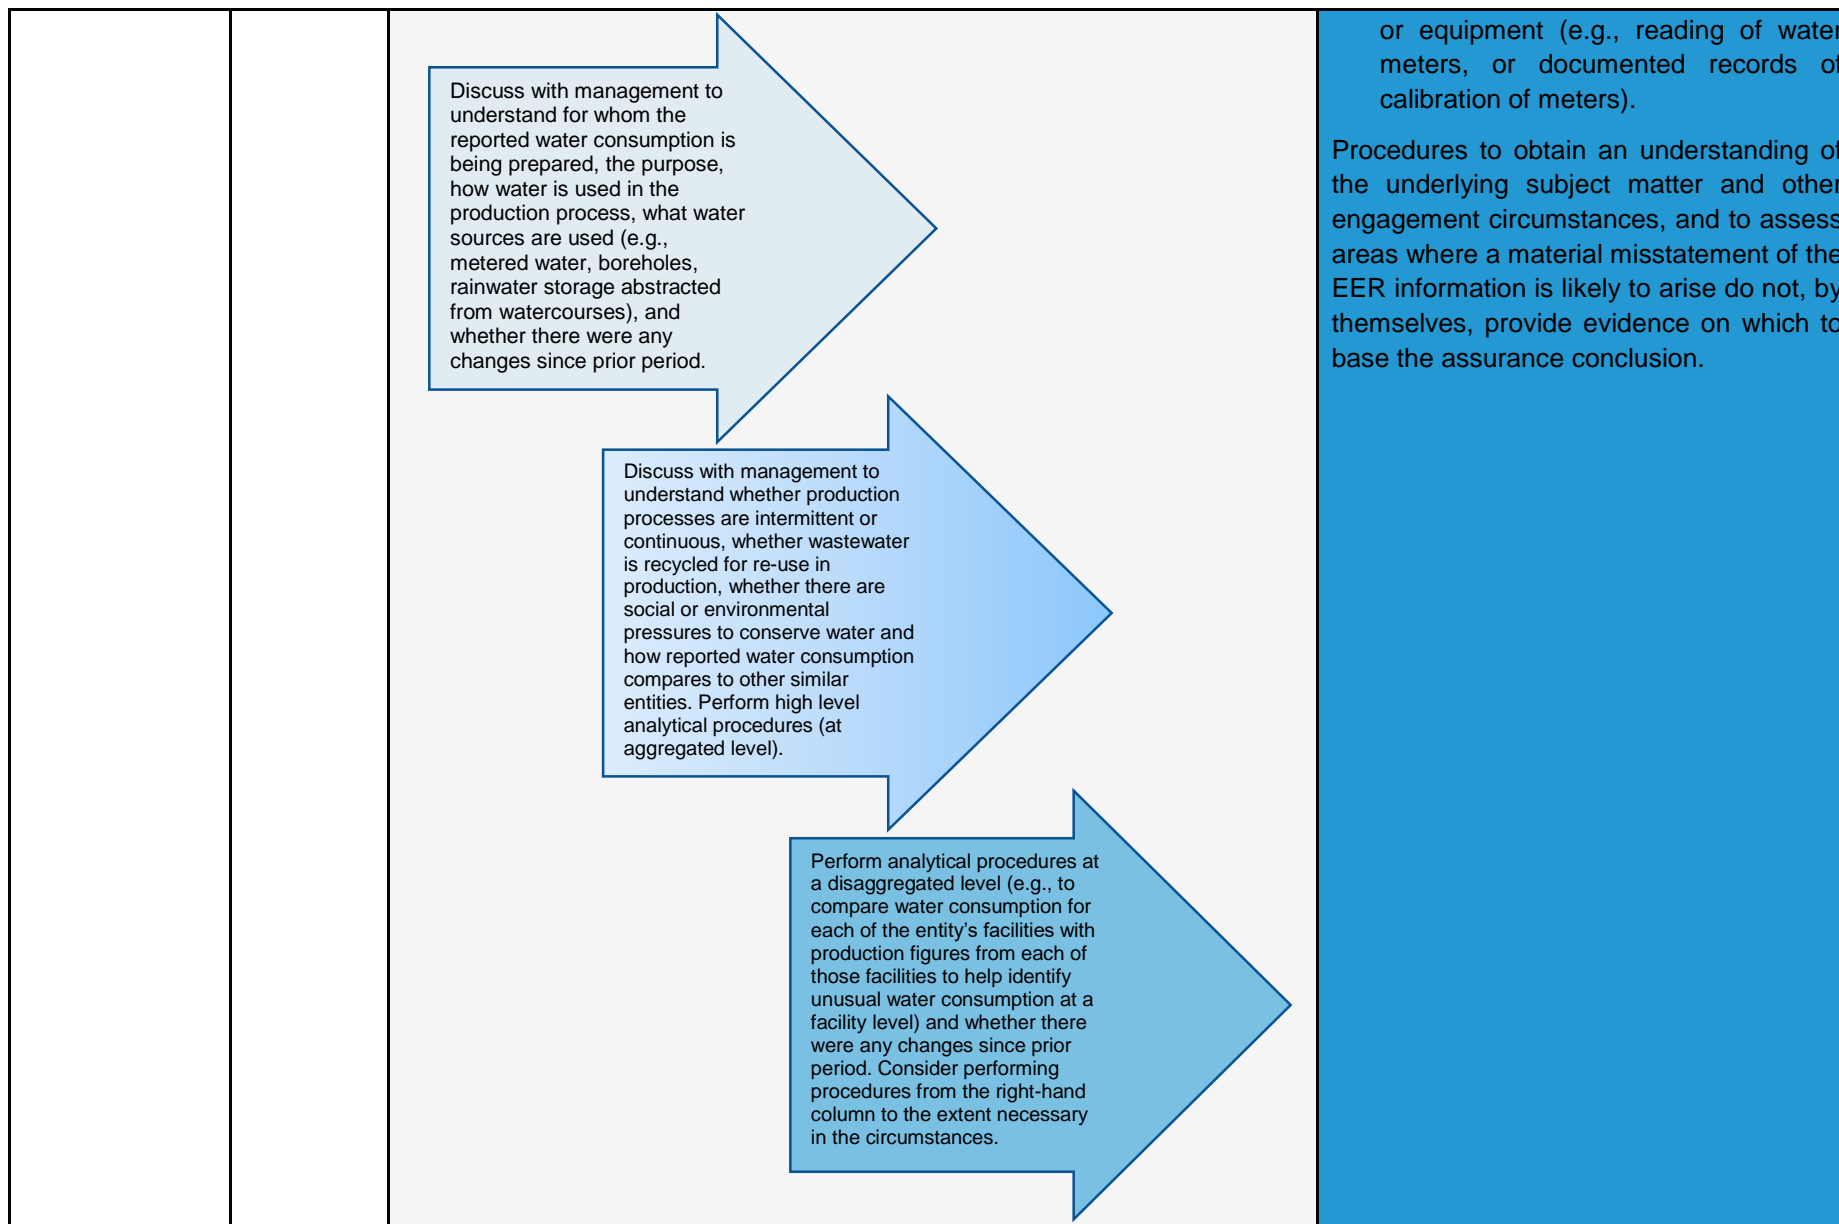 Discuss with management to
understand for whom the
reported water consumption is
being prepared, the purpose,
how water is used in the
production process, what water
sources are used (e.g.,
metered water, boreholes,
rainwater storage abstracted
from watercourses), and
whether there were any
changes since prior period.
Discuss with management to
understand whether production
processes are intermittent or
continuous, whether wastewater
is recycled for re-use in
production, whether there are
social or environmental
pressures to conserve water and
how reported water consumption
compares to other similar
entities. Perform high level
analytical procedures (at
aggregated level).
Perform analytical procedures at
a disaggregated level (e.g., to
compare water consumption for
each of the entity’s facilities with
production figures from each of
those facilities to help identify
unusual water consumption at a
facility level) and whether there
were any changes since prior
period. Consider performing
procedures from the right-hand
column to the extent necessary
in the circumstances.
or equipment (e.g., reading of water
meters, or documented records of
calibration of meters).
Procedures to obtain an understanding of
the underlying subject matter and other
engagement circumstances, and to assess
areas where a material misstatement of the
EER information is likely to arise do not, by
themselves, provide evidence on which to
base the assurance conclusion.